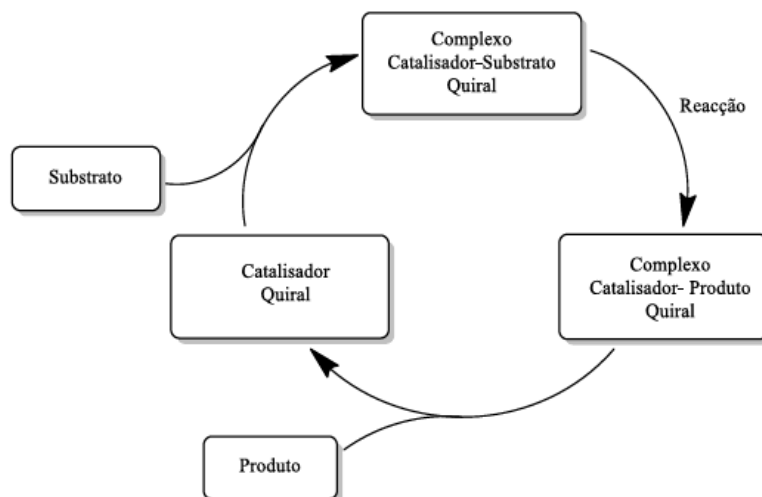 Complexo
Catalisador-Substrato
Quiral
Reacção
Substrato
Catalisador
Quiral
Complexo
Catalisador- Produto
Quiral
Produto